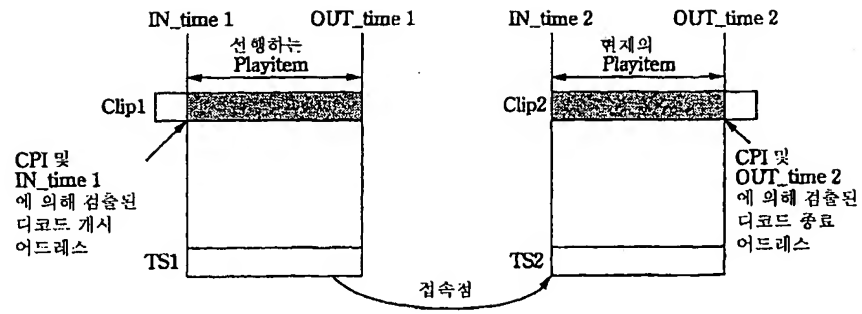 IN_time 1 OUT_time 1 IN_time 2 OUT_time 2
선행하는
Playitem
현재의
Playitem
Clip1
Clip2
CPI 및
IN_time 1
에 의해 검출된
디코드 개시
어드레스
CPI 및
OUT_time 2
에 의해 검출된
디코드 종료
어드레스
TS1
TS2
접속점